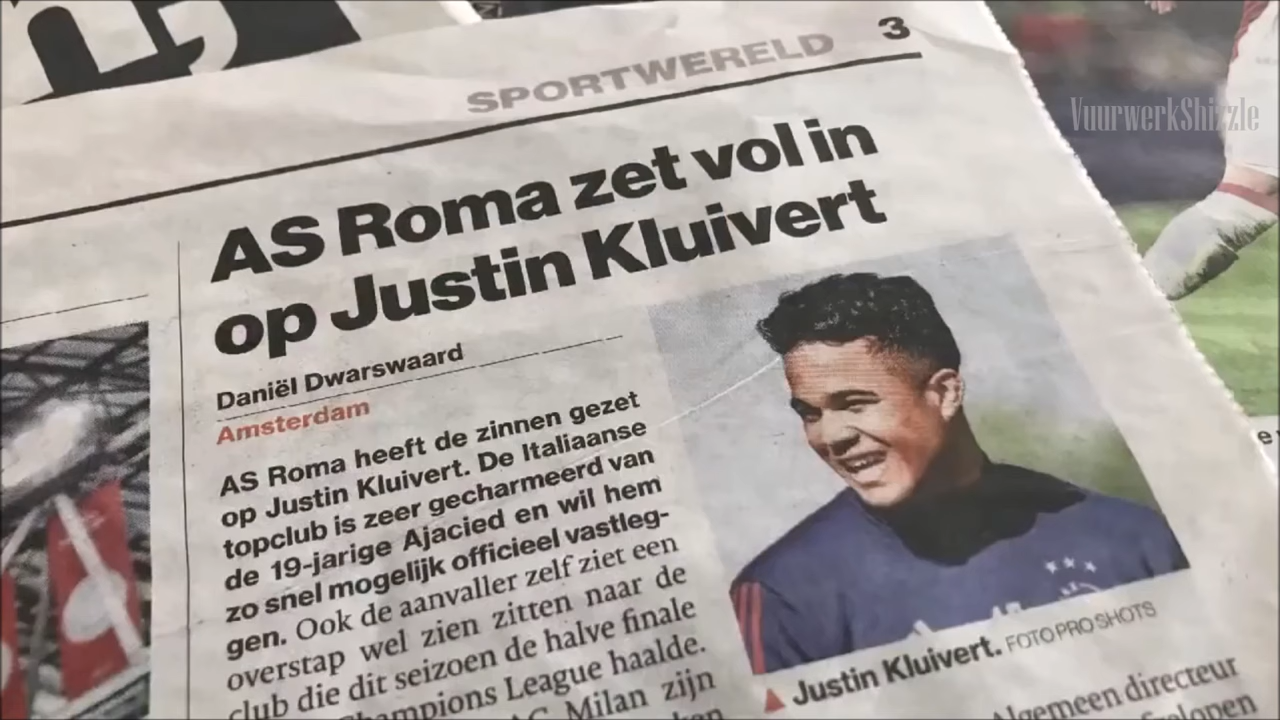 SPORTWERELD 3
VuurwerkShizzle
AS Roma zet vol in
op Justin Kluivert
Daniël Dwarswaard
Amsterdam
AS Roma heeft de zinnen gezet
op Justin Kluivert. De Italiaanse
topclub is zeer gecharmeerd van
de 19-jarige Ajacied en wil hem
zo snel mogelijk officieel vastleg-
gen. Ook de aanvaller zelf ziet een
overstap wel zien zitten naar de
club die dit seizoen de halve finale
Champions League haalde.
AC Milan zijn
Justin Kluivert. FOTO PRO SHOTS
Algemeen directeur